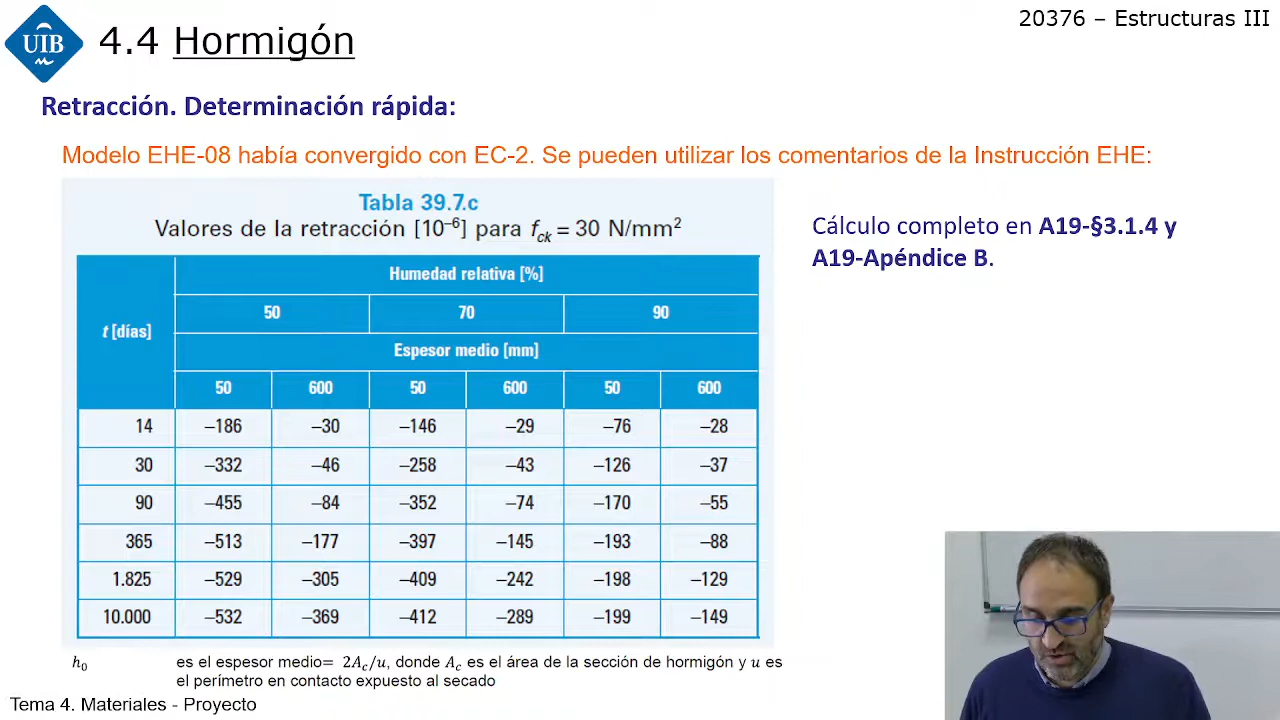 20376 – Estructuras III
UIB
4.4 Hormigón
Retracción. Determinación rápida:
Modelo EHE-08 había convergido con EC-2. Se pueden utilizar los comentarios de la Instrucción EHE:
Tabla 39.7.c
Valores de la retracción [10⁻⁶] para fck = 30 N/mm²
Cálculo completo en A19-§3.1.4 y
A19-Apéndice B.
t [días]
Humedad relativa [%]
50 70 90
Espesor medio [mm]
50 600 50 600 50 600
14 –186 –30 –146 –29 –76 –28
30 –332 –46 –258 –43 –126 –37
90 –455 –84 –352 –74 –170 –55
365 –513 –177 –397 –145 –193 –88
1.825 –529 –305 –409 –242 –198 –129
10.000 –532 –369 –412 –289 –199 –149
h₀ es el espesor medio= 2Ac/u, donde Ac es el área de la sección de hormigón y u es
el perímetro en contacto expuesto al secado
Tema 4. Materiales - Proyecto